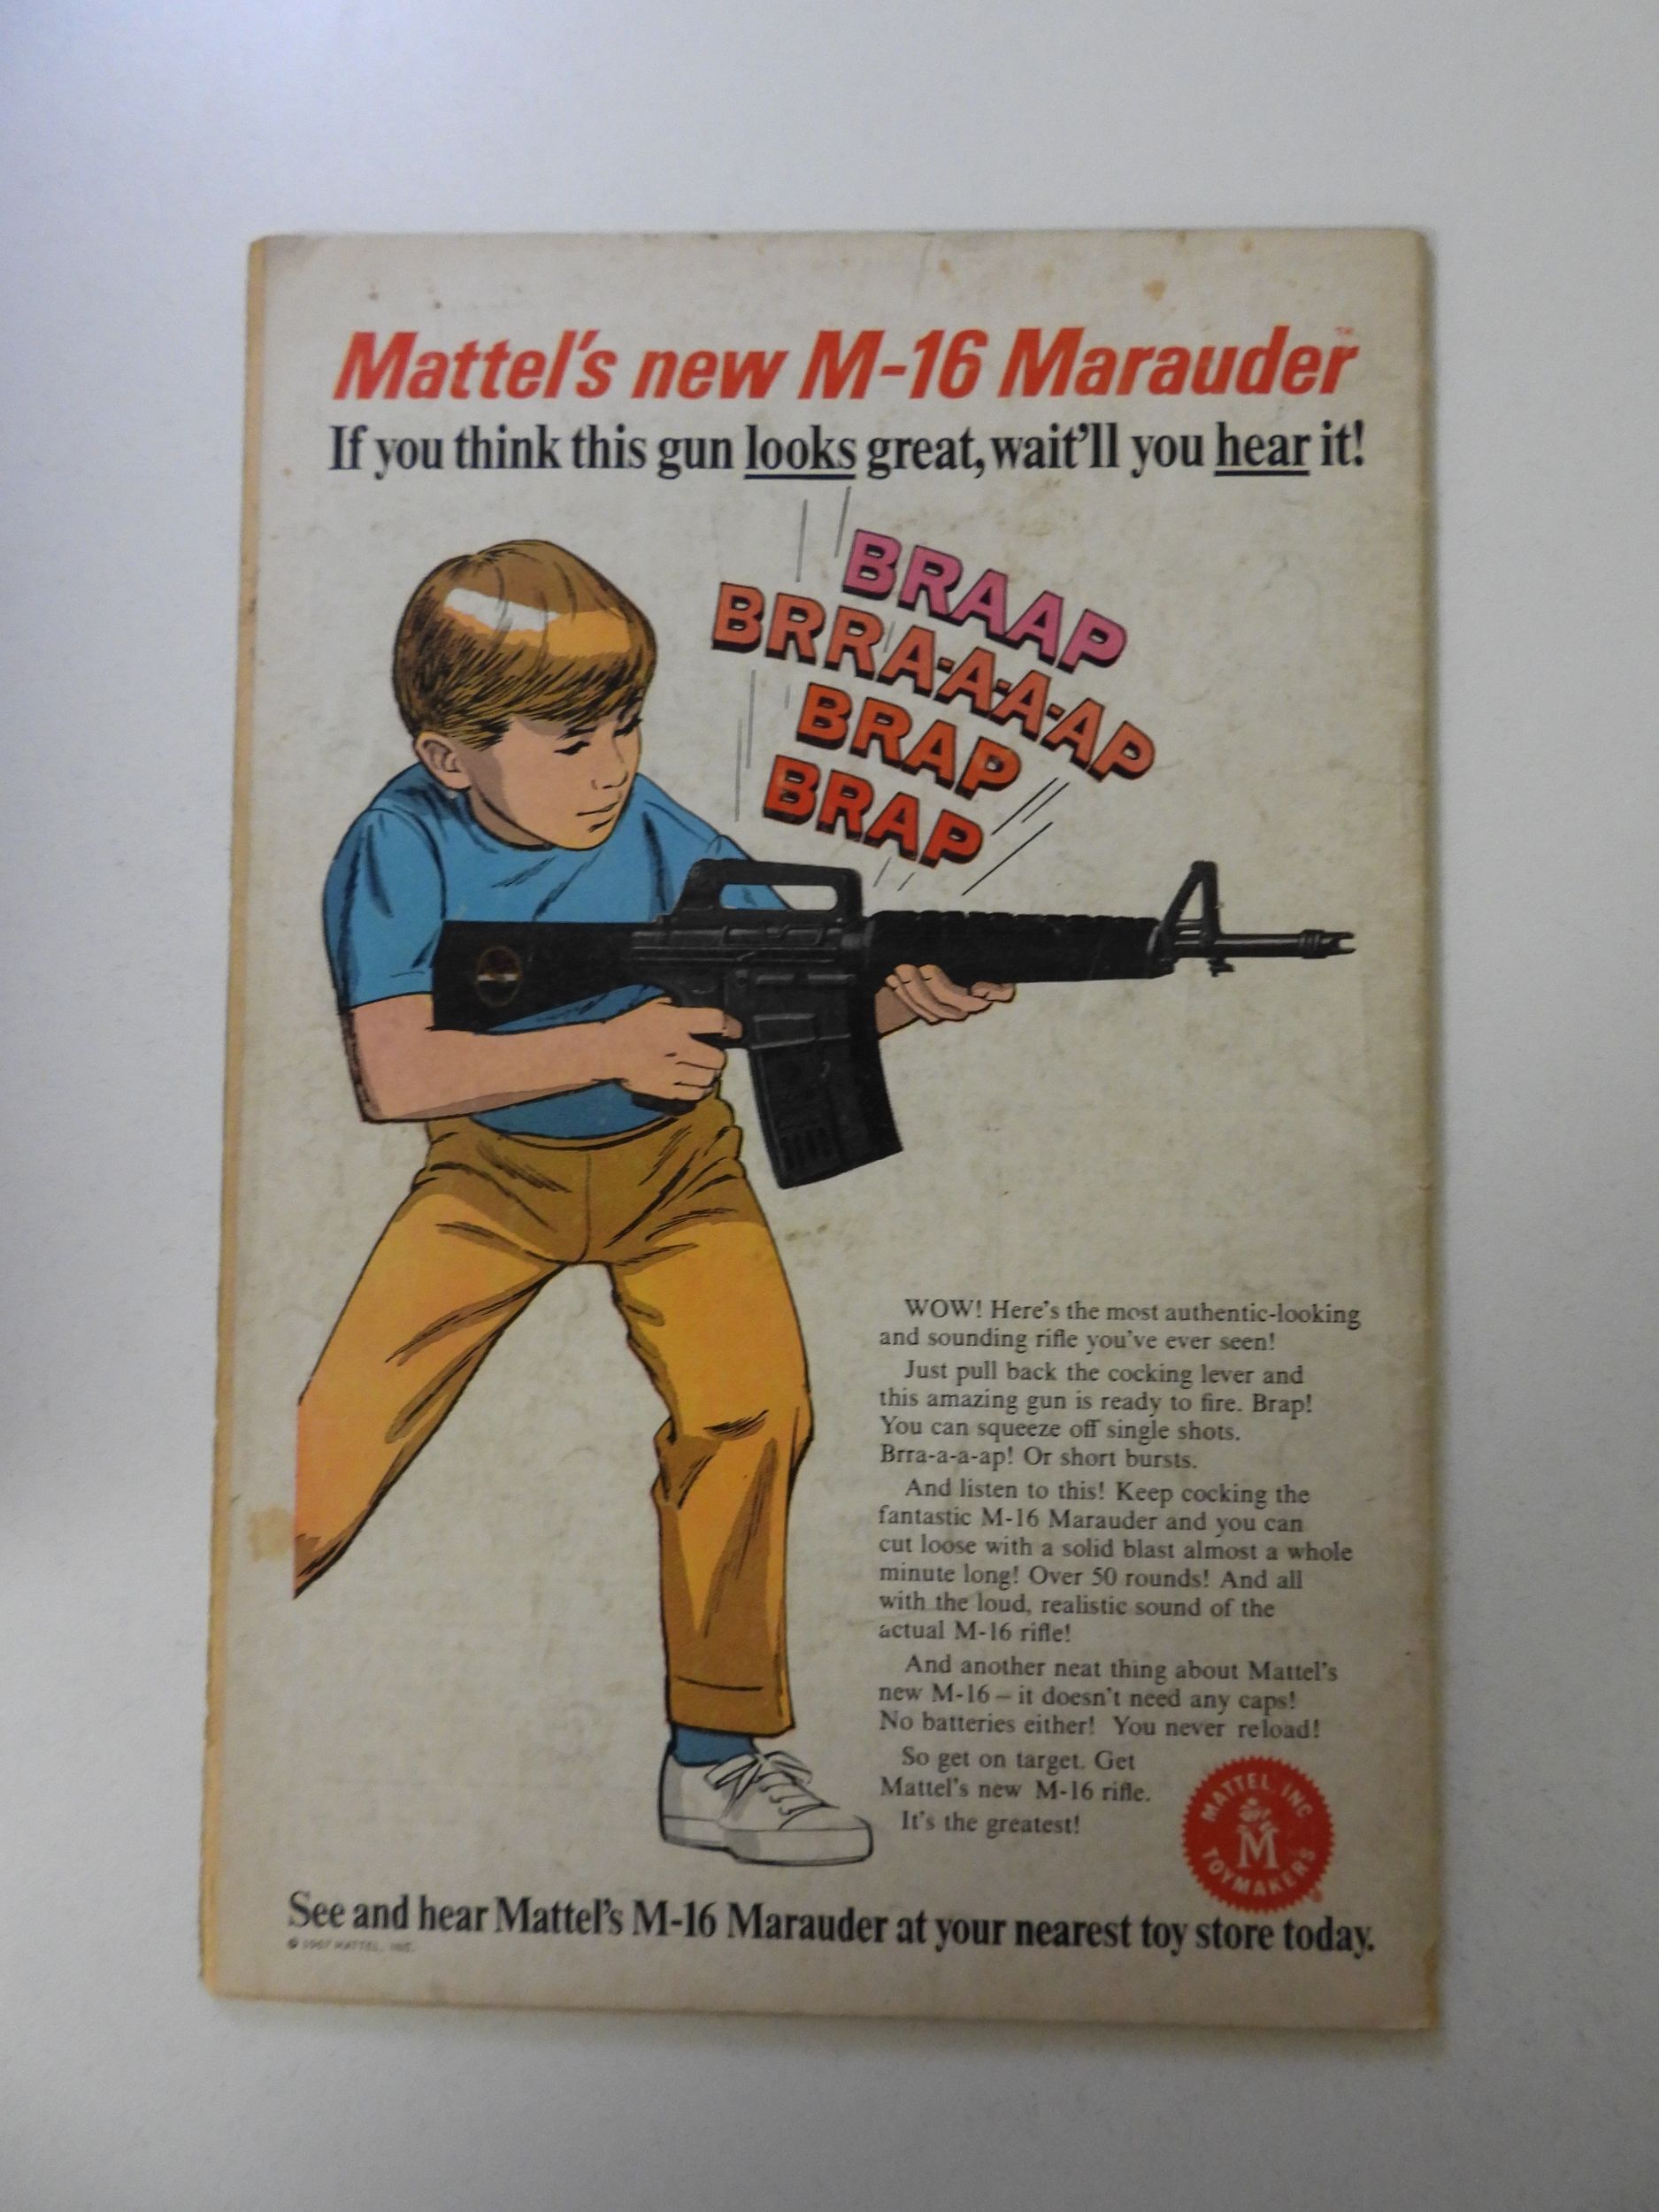 Mattel's new M-16 Marauder™
If you think this gun looks great, wait'll you hear it!
BRAAP
BRRA-A-A-AP
BRAP
BRAP
WOW! Here's the most authentic-looking
and sounding rifle you've ever seen!
Just pull back the cocking lever and
this amazing gun is ready to fire. Brap!
You can squeeze off single shots.
Brra-a-a-ap! Or short bursts.
And listen to this! Keep cocking the
fantastic M-16 Marauder and you can
cut loose with a solid blast almost a whole
minute long! Over 50 rounds! And all
with the loud, realistic sound of the
actual M-16 rifle!
And another neat thing about Mattel's
new M-16 – it doesn't need any caps!
No batteries either! You never reload!
So get on target. Get
Mattel's new M-16 rifle.
It's the greatest!
MATTEL, INC.
M
TOYMAKERS
®
See and hear Mattel's M-16 Marauder at your nearest toy store today.
© 1967 MATTEL, INC.